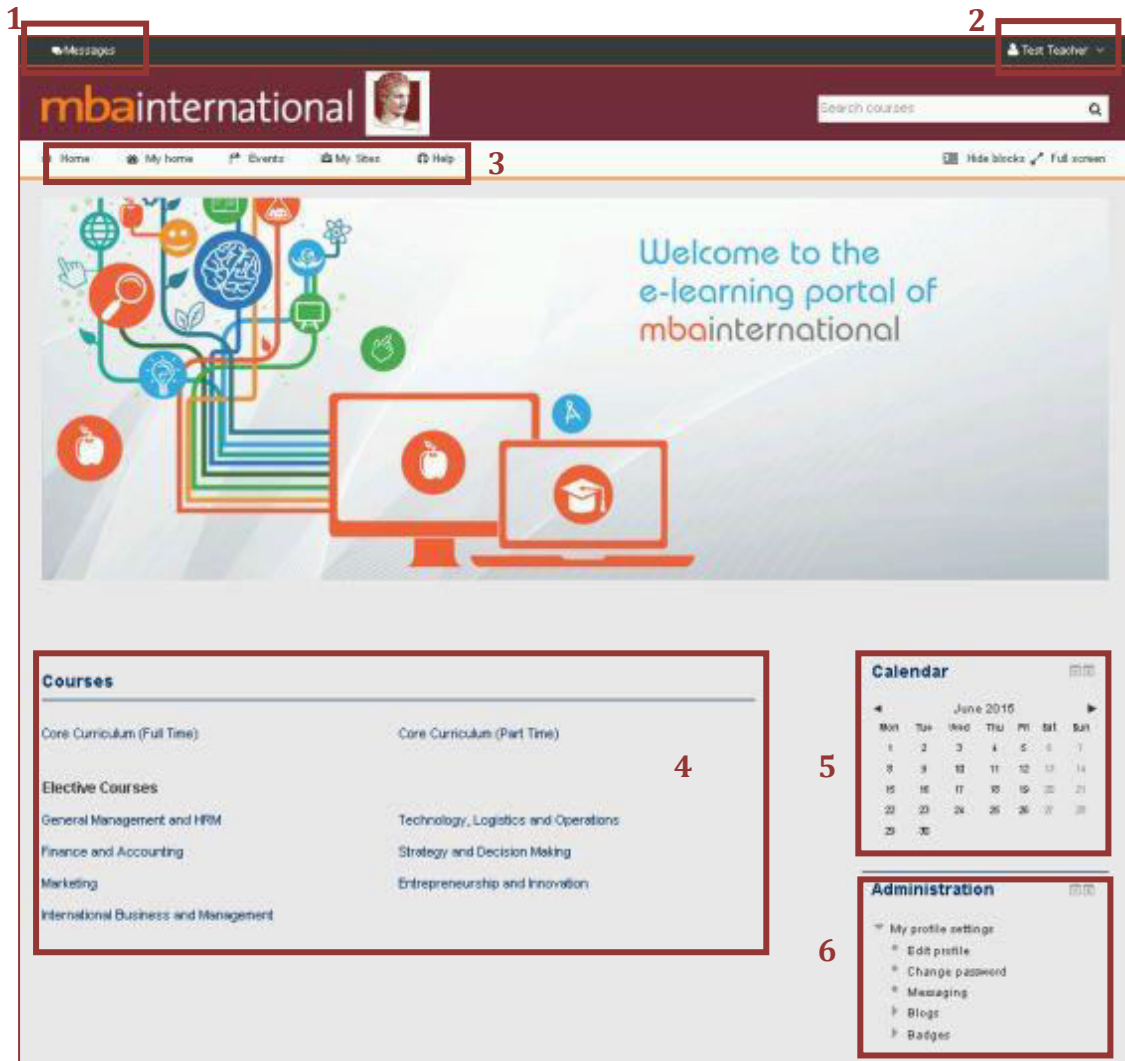 1
2
Messages
Test Teacher
mbainternational
Search courses
Home My home Events My Sites Help
3
Hide blocks Full screen
Welcome to the
e-learning portal of
mbainternational
Courses
Core Curriculum (Full Time) Core Curriculum (Part Time)
4
Elective Courses
General Management and HRM Technology, Logistics and Operations
Finance and Accounting Strategy and Decision Making
Marketing Entrepreneurship and Innovation
International Business and Management
Calendar
June 2015
Mon Tue Wed Thu Fri Sat Sun
1 2 3 4 5 6 7
5
8 9 10 11 12 13 14
15 16 17 18 19 20 21
22 23 24 25 26 27 28
29 30
Administration
My profile settings
6
Edit profile
Change password
Messaging
Blogs
Badges